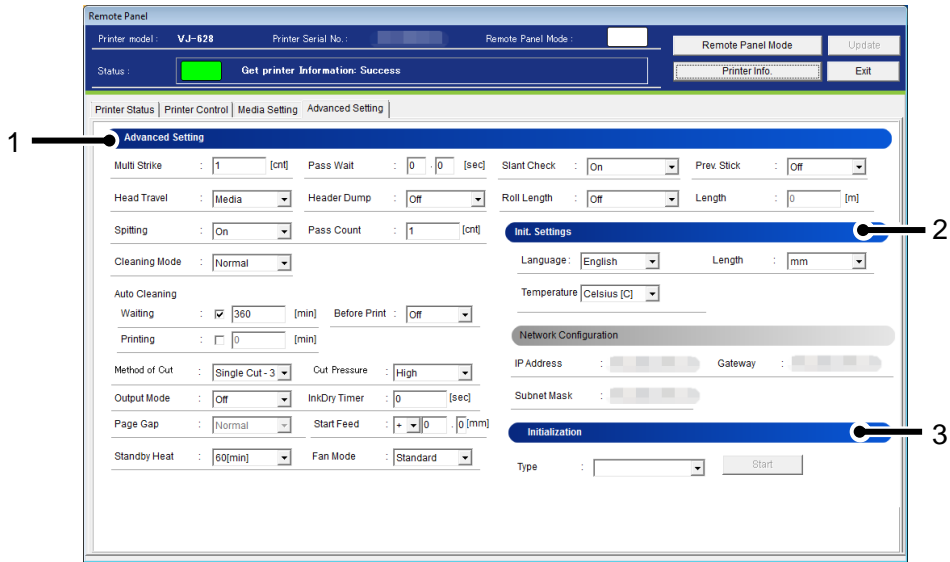 Remote Panel
Printer model : VJ-628 Printer Serial No. : Remote Panel Mode :
Remote Panel Mode Update
Status : Get printer Information: Success
Printer Info. Exit
Printer Status Printer Control Media Setting Advanced Setting
1 Advanced Setting
Multi Strike : 1 [cnt] Pass Wait : 0 . 0 [sec] Slant Check : On Prev. Stick : Off
Head Travel : Media Header Dump : Off Roll Length : Off Length : 0 [m]
Spitting : On Pass Count : 1 [cnt] Init. Settings 2
Cleaning Mode : Normal Language : English Length : mm
Auto Cleaning Temperature Celsius [C]
Waiting : 360 [min] Before Print : Off
Printing : 0 [min] Network Configuration
Method of Cut : Single Cut - 3 Cut Pressure : High IP Address : Gateway :
Output Mode : Off InkDry Timer : 0 [sec] Subnet Mask :
Page Gap : Normal Start Feed : + 0 . 0 [mm] Initialization 3
Standby Heat : 60[min] Fan Mode : Standard Type : Start